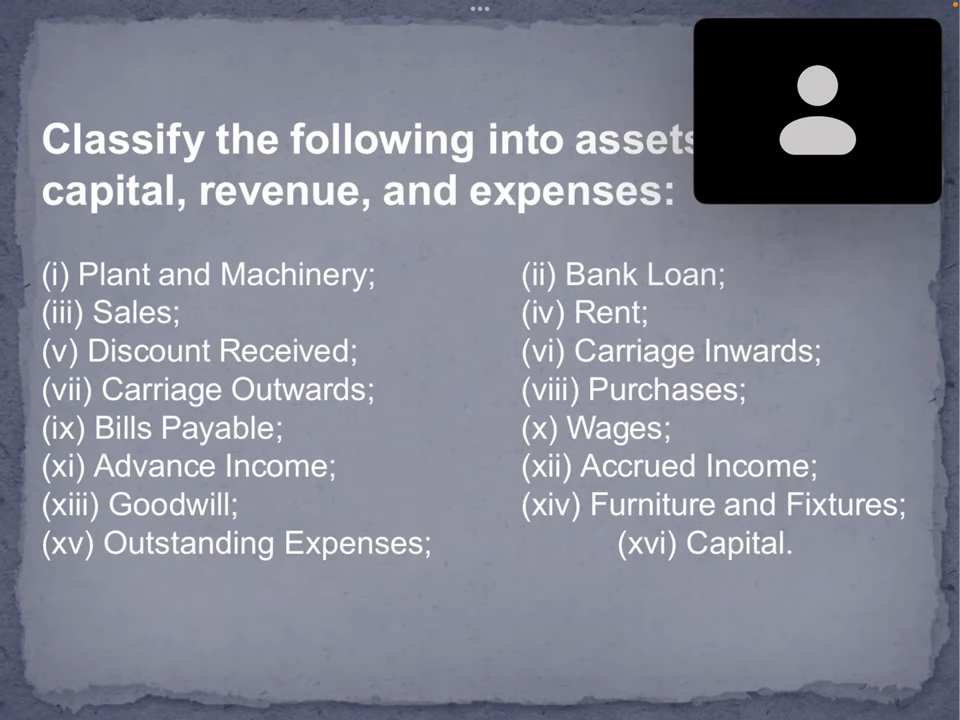 Classify the following into assets
capital, revenue, and expenses:
(i) Plant and Machinery; (ii) Bank Loan;
(iii) Sales; (iv) Rent;
(v) Discount Received; (vi) Carriage Inwards;
(vii) Carriage Outwards; (viii) Purchases;
(ix) Bills Payable; (x) Wages;
(xi) Advance Income; (xii) Accrued Income;
(xiii) Goodwill; (xiv) Furniture and Fixtures;
(xv) Outstanding Expenses; (xvi) Capital.